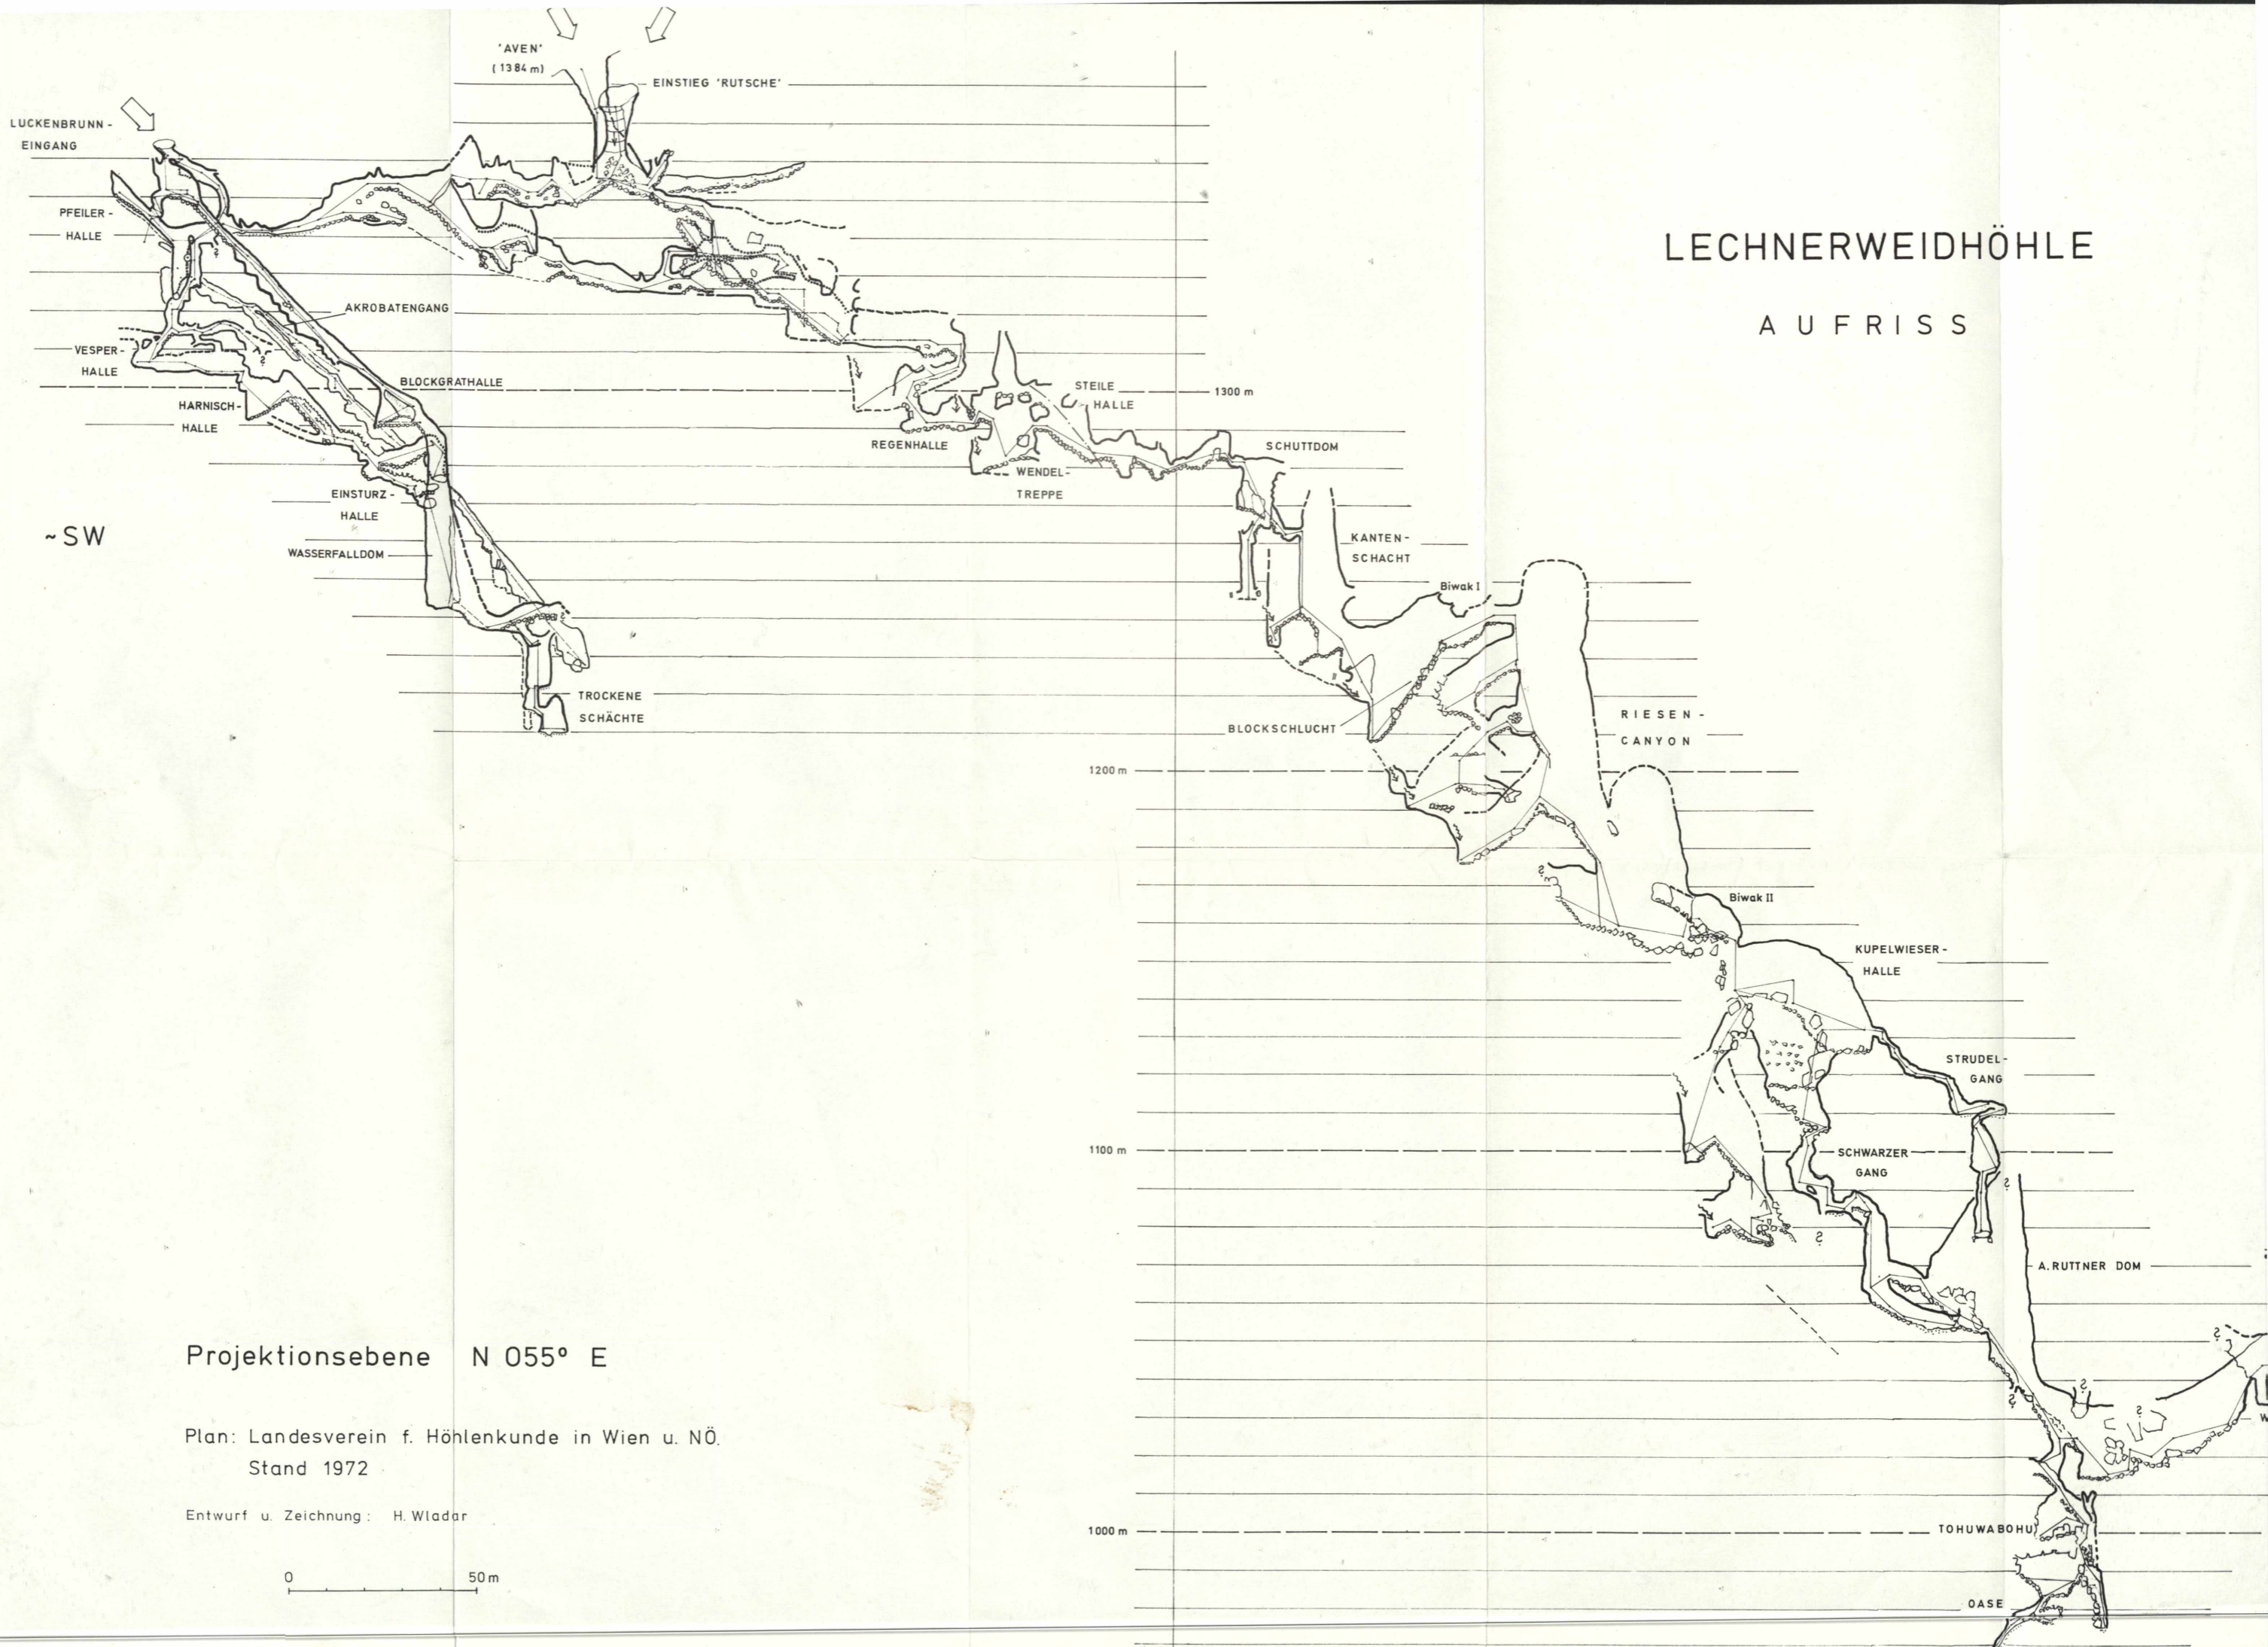 'AVEN'
(1384 m)
EINSTIEG 'RUTSCHE'
LUCKENBRUNN-
EINGANG
PFEILER-
HALLE
AKROBATENGANG
VESPER-
HALLE
BLOCKGRATHALLE
HARNISCH-
HALLE
EINSTURZ-
HALLE
WASSERFALLDOM
TROCKENE
SCHÄCHTE
~SW
REGENHALLE
WENDEL-
TREPPE
STEILE
HALLE
1300 m
SCHUTTDOM
KANTEN-
SCHACHT
Biwak I
LECHNERWEIDHÖHLE
AUFRISS
RIESEN-
CANYON
BLOCKSCHLUCHT
1200 m
Biwak II
KUPELWIESER-
HALLE
STRUDEL-
GANG
1100 m
SCHWARZER
GANG
A. RUTTNER DOM
1000 m
TOHUWABOHU
OASE
Projektionsebene N 055° E
Plan: Landesverein f. Höhlenkunde in Wien u. NÖ.
Stand 1972
Entwurf u. Zeichnung: H. Wladar
0 50 m